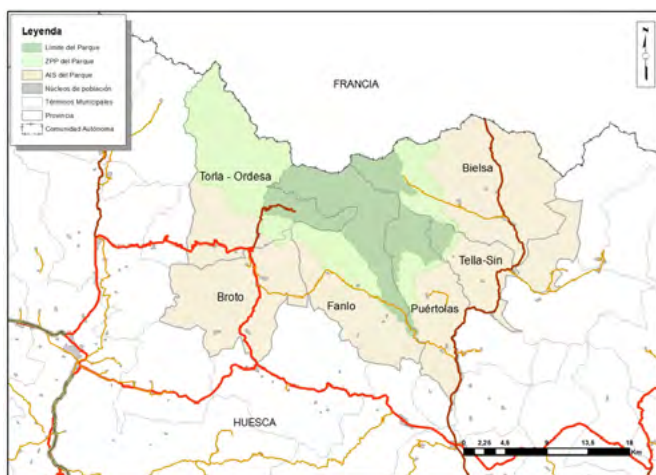 Leyenda
Límite del Parque
ZPP del Parque
AIS del Parque
Núcleos de población
Términos Municipales
Provincia
Comunidad Autónoma
N
FRANCIA
Torla - Ordesa
Bielsa
Tella-Sin
Broto
Fanlo
Puértolas
HUESCA
0 2,25 4,5 9 13,5 18
Km